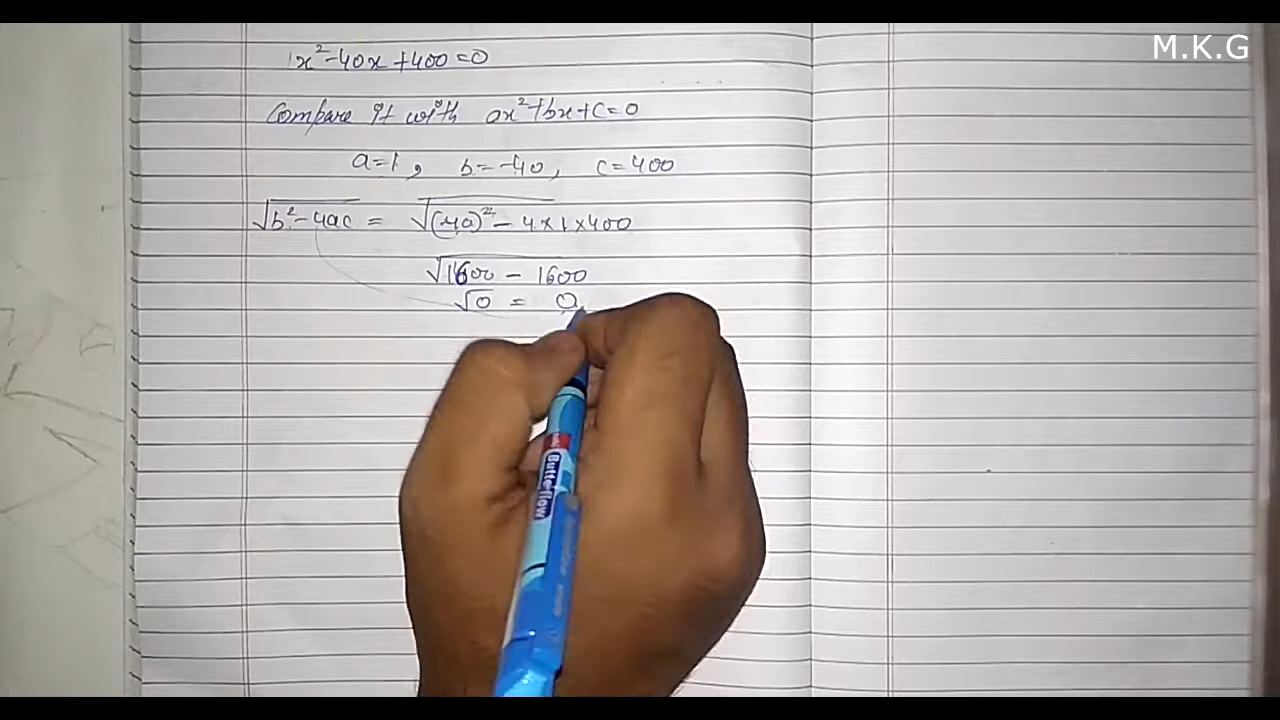 M.K.G
1x²-40x+400=0
Compare it with ax²+bx+c=0
a=1, b=-40, c=400
√b²-4ac = √(-40)²-4×1×400
√1600 - 1600
√0 = 0
Butterflow